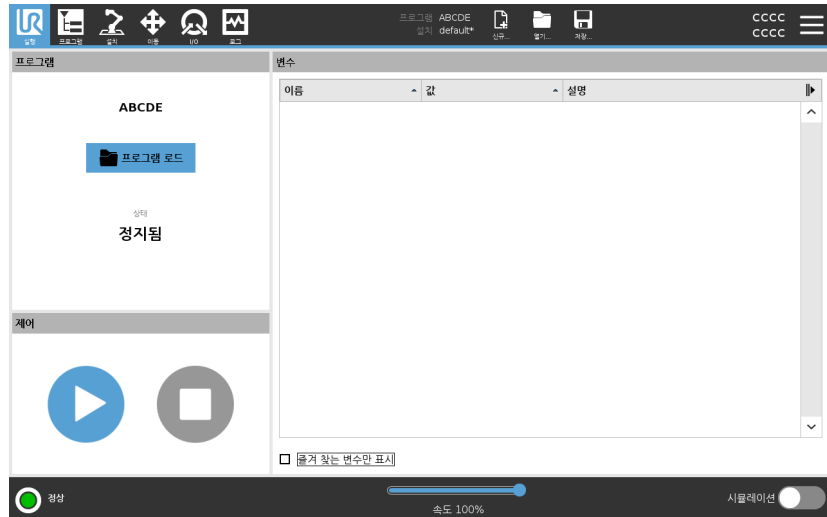 UR
프로그램 ABCDE
설치 default*
cccc
cccc
실행 프로그램 설치 이동 I/O 로그
신규... 열기... 저장...
프로그램
변수
이름 값 설명
ABCDE
프로그램 로드
상태
정지됨
제어
즐겨 찾는 변수만 표시
정상
속도 100%
시뮬레이션